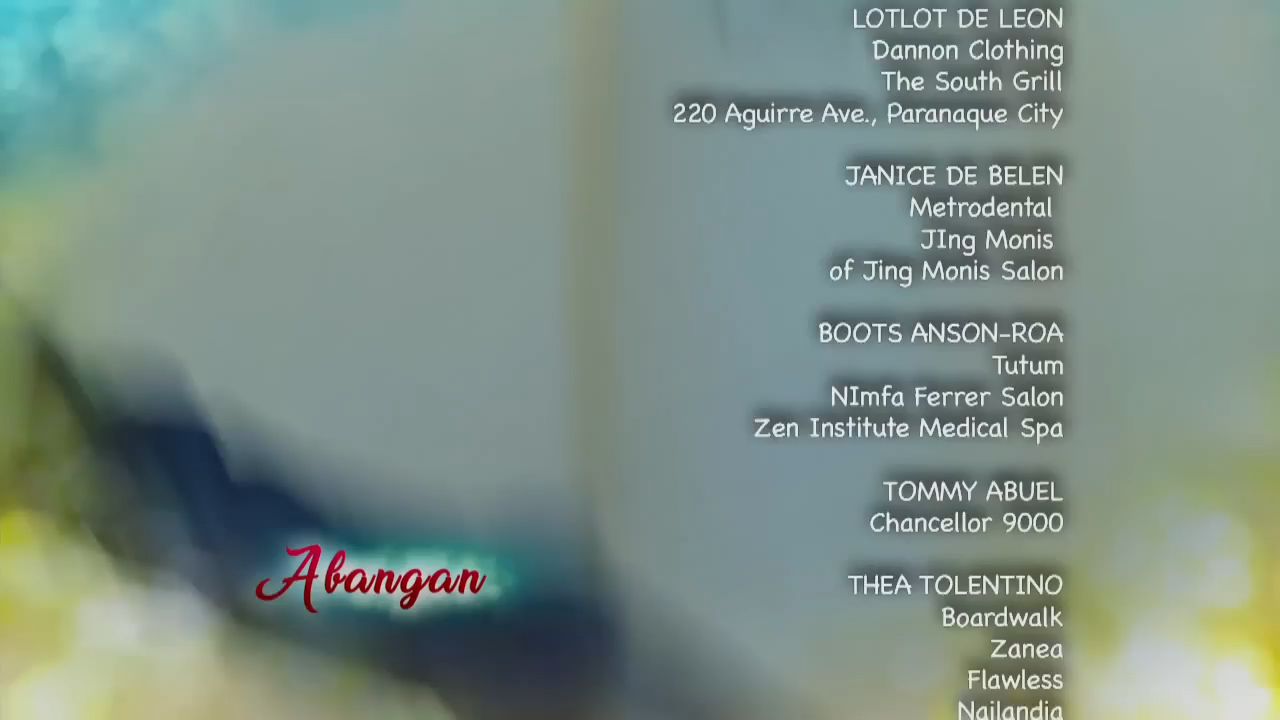 LOTLOT DE LEON
Dannon Clothing
The South Grill
220 Aguirre Ave., Paranaque City
JANICE DE BELEN
Metrodental
JIng Monis
of Jing Monis Salon
BOOTS ANSON-ROA
Tutum
NImfa Ferrer Salon
Zen Institute Medical Spa
TOMMY ABUEL
Chancellor 9000
Abangan
THEA TOLENTINO
Boardwalk
Zanea
Flawless
Nailandia